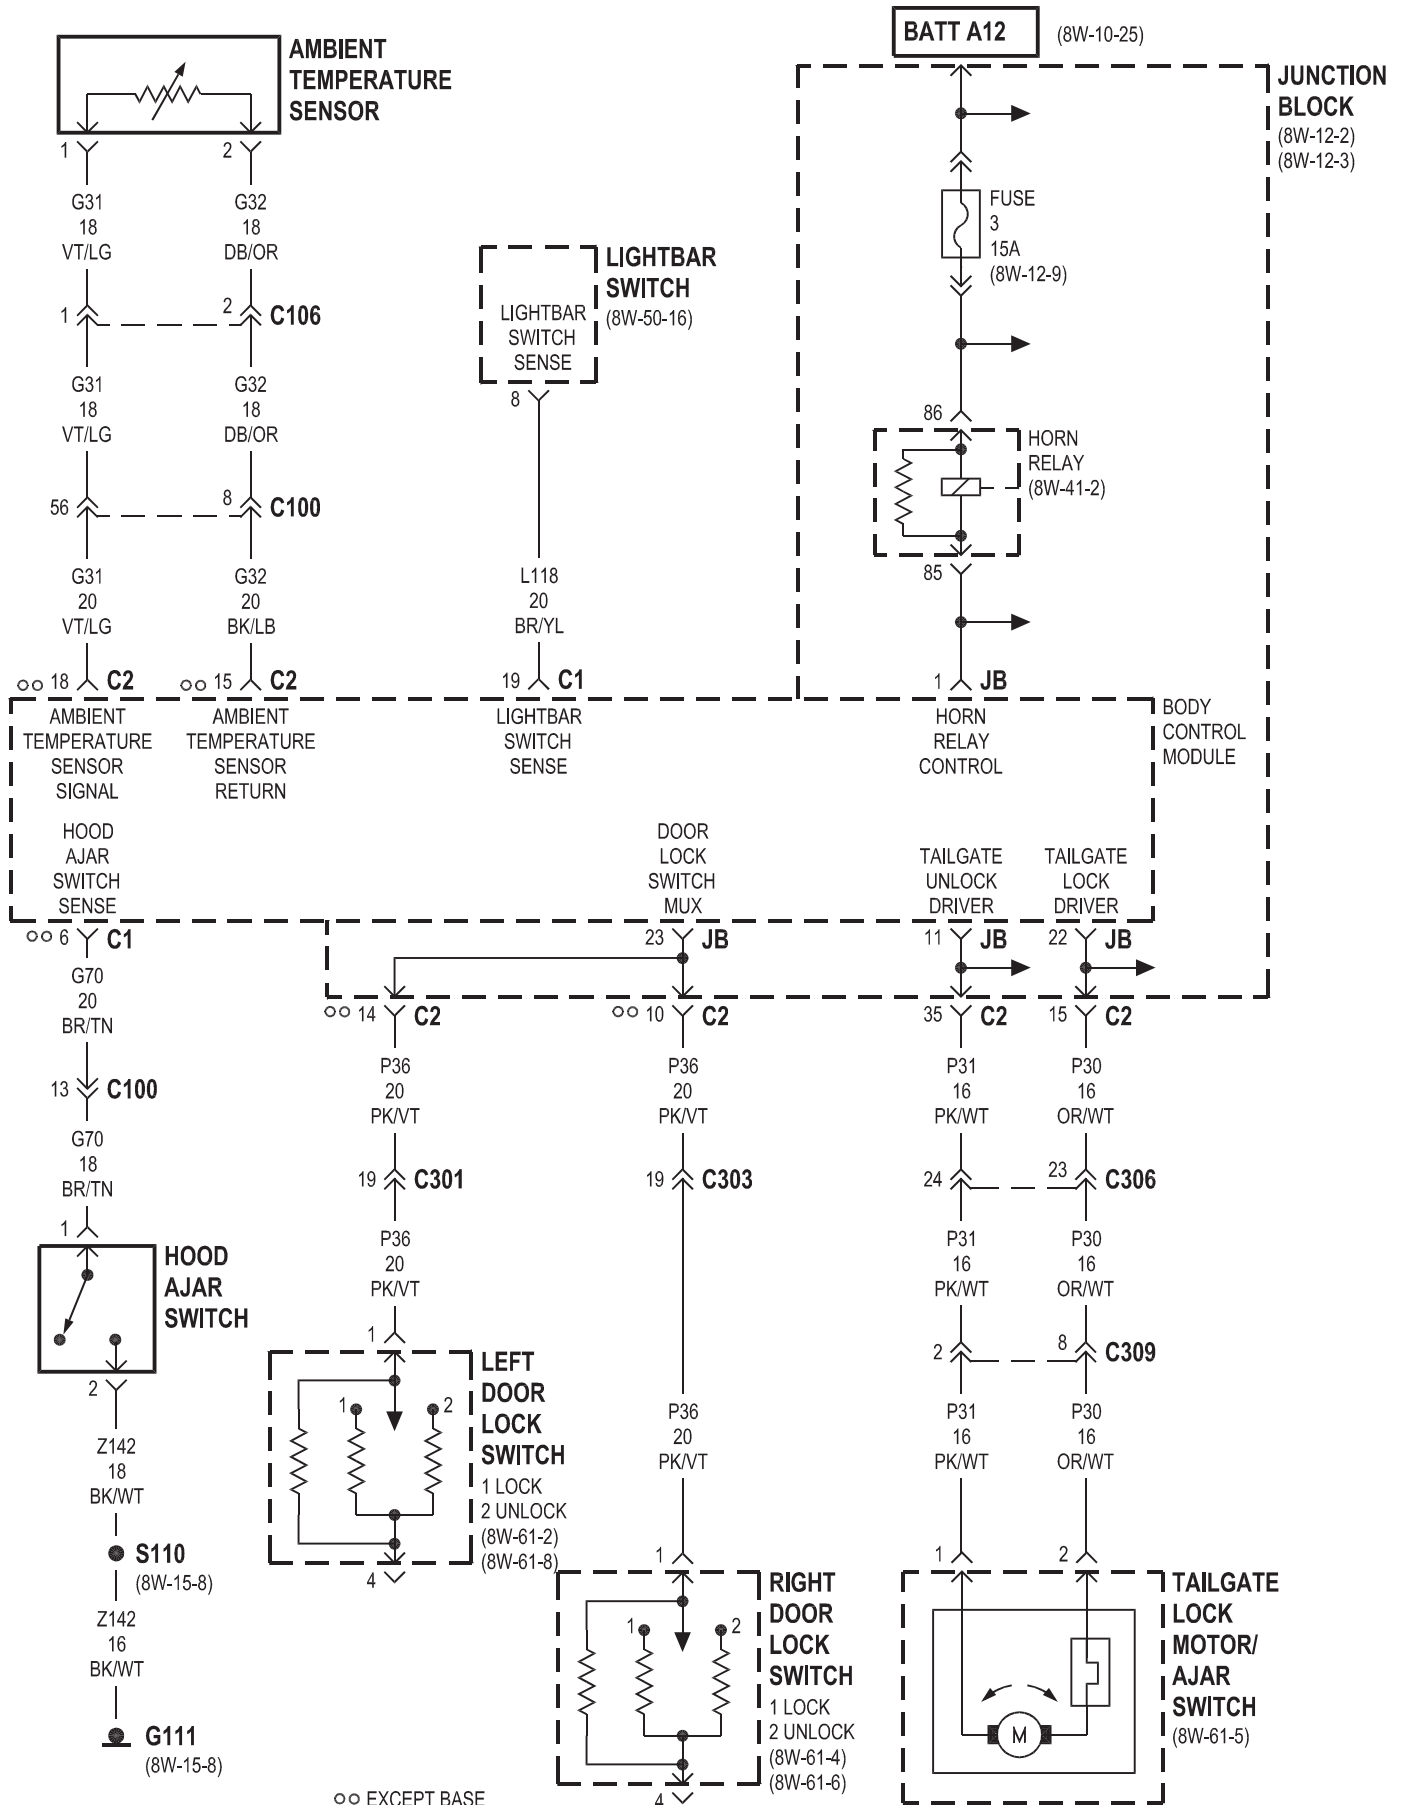 BATT A12 (8W-10-25)
AMBIENT
TEMPERATURE
SENSOR
JUNCTION
BLOCK
(8W-12-2)
(8W-12-3)
1 2
G31 G32
18 18
VT/LG DB/OR
FUSE
3
15A
(8W-12-9)
LIGHTBAR
SWITCH
(8W-50-16)
LIGHTBAR
SWITCH
SENSE
1 2 C106
8
G31 G32
18 18
VT/LG DB/OR
86
HORN
RELAY
(8W-41-2)
56 8 C100
85
G31 G32 L118
20 20 20
VT/LG BK/LB BR/YL
18 C2 15 C2 19 C1 1 JB
AMBIENT
TEMPERATURE
SENSOR
SIGNAL
AMBIENT
TEMPERATURE
SENSOR
RETURN
LIGHTBAR
SWITCH
SENSE
HORN
RELAY
CONTROL
BODY
CONTROL
MODULE
HOOD
AJAR
SWITCH
SENSE
DOOR
LOCK
SWITCH
MUX
TAILGATE
UNLOCK
DRIVER
TAILGATE
LOCK
DRIVER
6 C1 23 JB 11 JB 22 JB
G70
20
BR/TN
14 C2 10 C2 35 C2 15 C2
P36 P36 P31 P30
20 20 16 16
PK/VT PK/VT PK/WT OR/WT
13 C100
G70
18
BR/TN
19 C301 19 C303 24 23 C306
P36 P31 P30
20 16 16
PK/VT PK/WT OR/WT
1
HOOD
AJAR
SWITCH
1 2 8 C309
2
LEFT
DOOR
LOCK
SWITCH
1 LOCK
2 UNLOCK
(8W-61-2)
(8W-61-8)
1 2
P36 P31 P30
20 16 16
PK/VT PK/WT OR/WT
Z142
18
BK/WT
S110
(8W-15-8)
4 1 1 2
Z142
16
BK/WT
RIGHT
DOOR
LOCK
SWITCH
1 LOCK
2 UNLOCK
(8W-61-4)
(8W-61-6)
1 2
TAILGATE
LOCK
MOTOR/
AJAR
SWITCH
(8W-61-5)
M
G111
(8W-15-8)
4
EXCEPT BASE